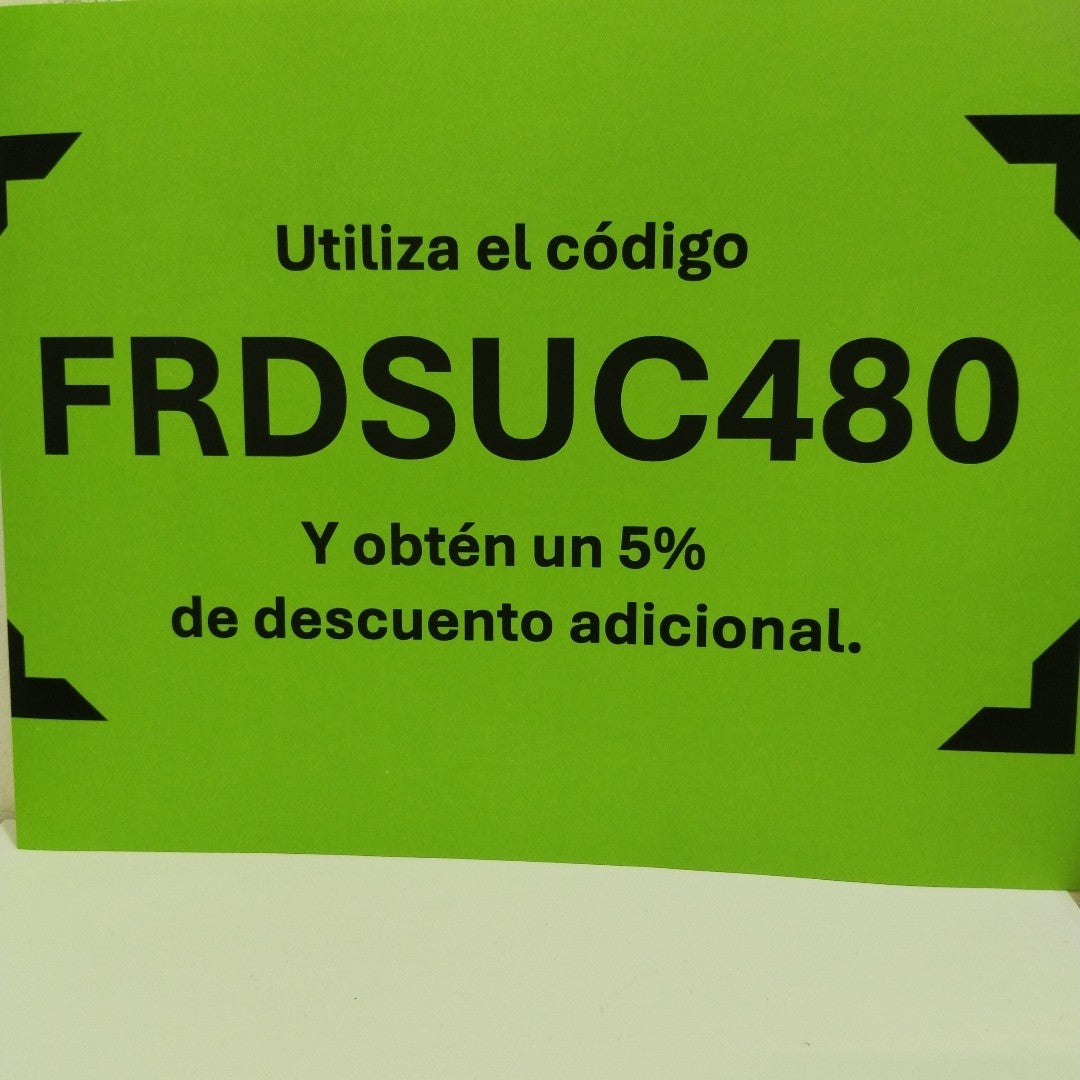 Utiliza el código
FRDSUC480
Y obtén un 5%
de descuento adicional.